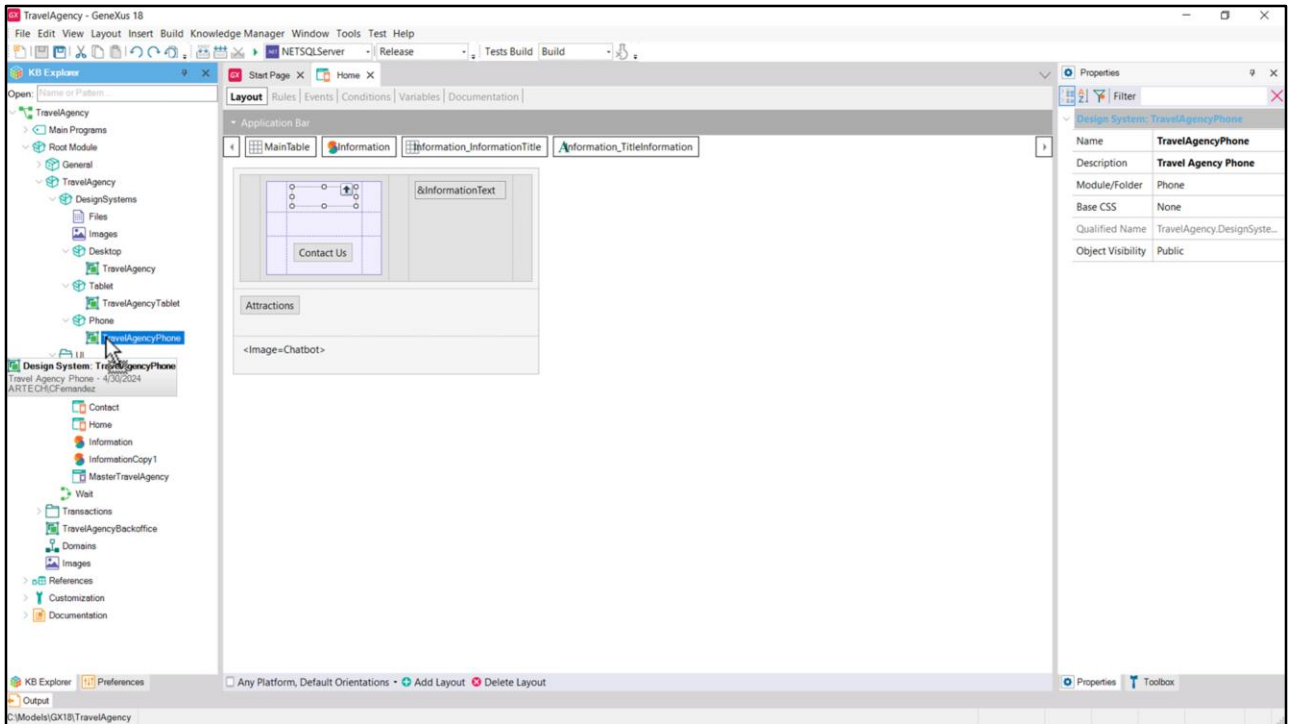 TravelAgency - GeneXus 18
File Edit View Layout Insert Build Knowledge Manager Window Tools Test Help
NETSQLServer Release Tests Build Build
KB Explorer
Open: Name or Pattern...
TravelAgency
Main Programs
Root Module
General
TravelAgency
DesignSystems
Files
Images
Desktop
TravelAgency
Tablet
TravelAgencyTablet
Phone
TravelAgencyPhone
UI
Design System: TravelAgencyPhone
Travel Agency Phone - 4/30/2024
ARTECH\CFernandez
Contact
Home
Information
InformationCopy1
MasterTravelAgency
Wait
Transactions
TravelAgencyBackoffice
Domains
Images
References
Customization
Documentation
KB Explorer Preferences
Output
C:\Models\GX18\TravelAgency
Start Page Home
Layout Rules Events Conditions Variables Documentation
Application Bar
MainTable Information Information_InformationTitle Information_TitleInformation
&InformationText
Contact Us
Attractions
<Image=Chatbot>
Any Platform, Default Orientations Add Layout Delete Layout
Properties
Filter
Design System: TravelAgencyPhone
Name TravelAgencyPhone
Description Travel Agency Phone
Module/Folder Phone
Base CSS None
Qualified Name TravelAgency.DesignSyste...
Object Visibility Public
Properties Toolbox